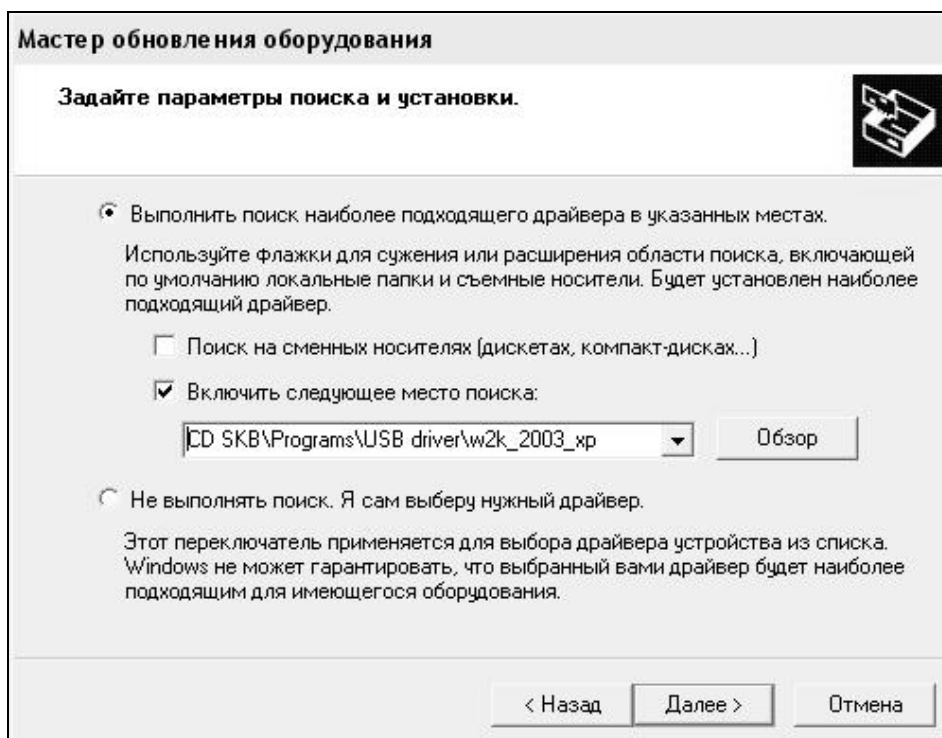 Мастер обновления оборудования
Задайте параметры поиска и установки.
Выполнить поиск наиболее подходящего драйвера в указанных местах.
Используйте флажки для сужения или расширения области поиска, включающей
по умолчанию локальные папки и съемные носители. Будет установлен наиболее
подходящий драйвер.
Поиск на сменных носителях (дискетах, компакт-дисках...)
Включить следующее место поиска:
CD SKB\Programs\USB driver\w2k_2003_xp
Обзор
Не выполнять поиск. Я сам выберу нужный драйвер.
Этот переключатель применяется для выбора драйвера устройства из списка.
Windows не может гарантировать, что выбранный вами драйвер будет наиболее
подходящим для имеющегося оборудования.
< Назад Далее > Отмена